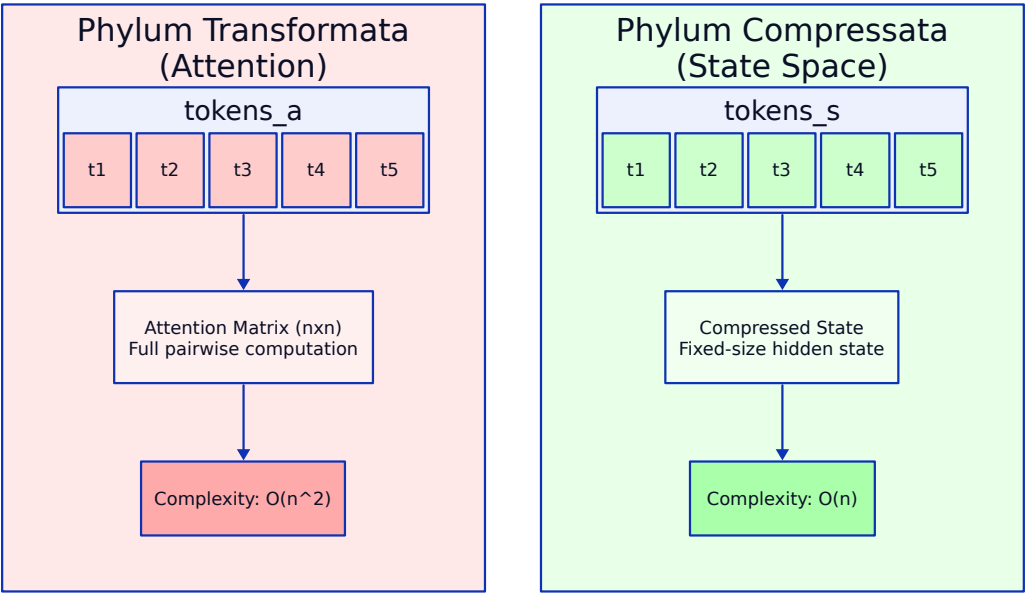 Phylum Transformata
(Attention)
tokens_a
t1
t2
t3
t4
t5
Attention Matrix (nxn)
Full pairwise computation
Complexity: O(n^2)
Phylum Compressata
(State Space)
tokens_s
t1
t2
t3
t4
t5
Compressed State
Fixed-size hidden state
Complexity: O(n)